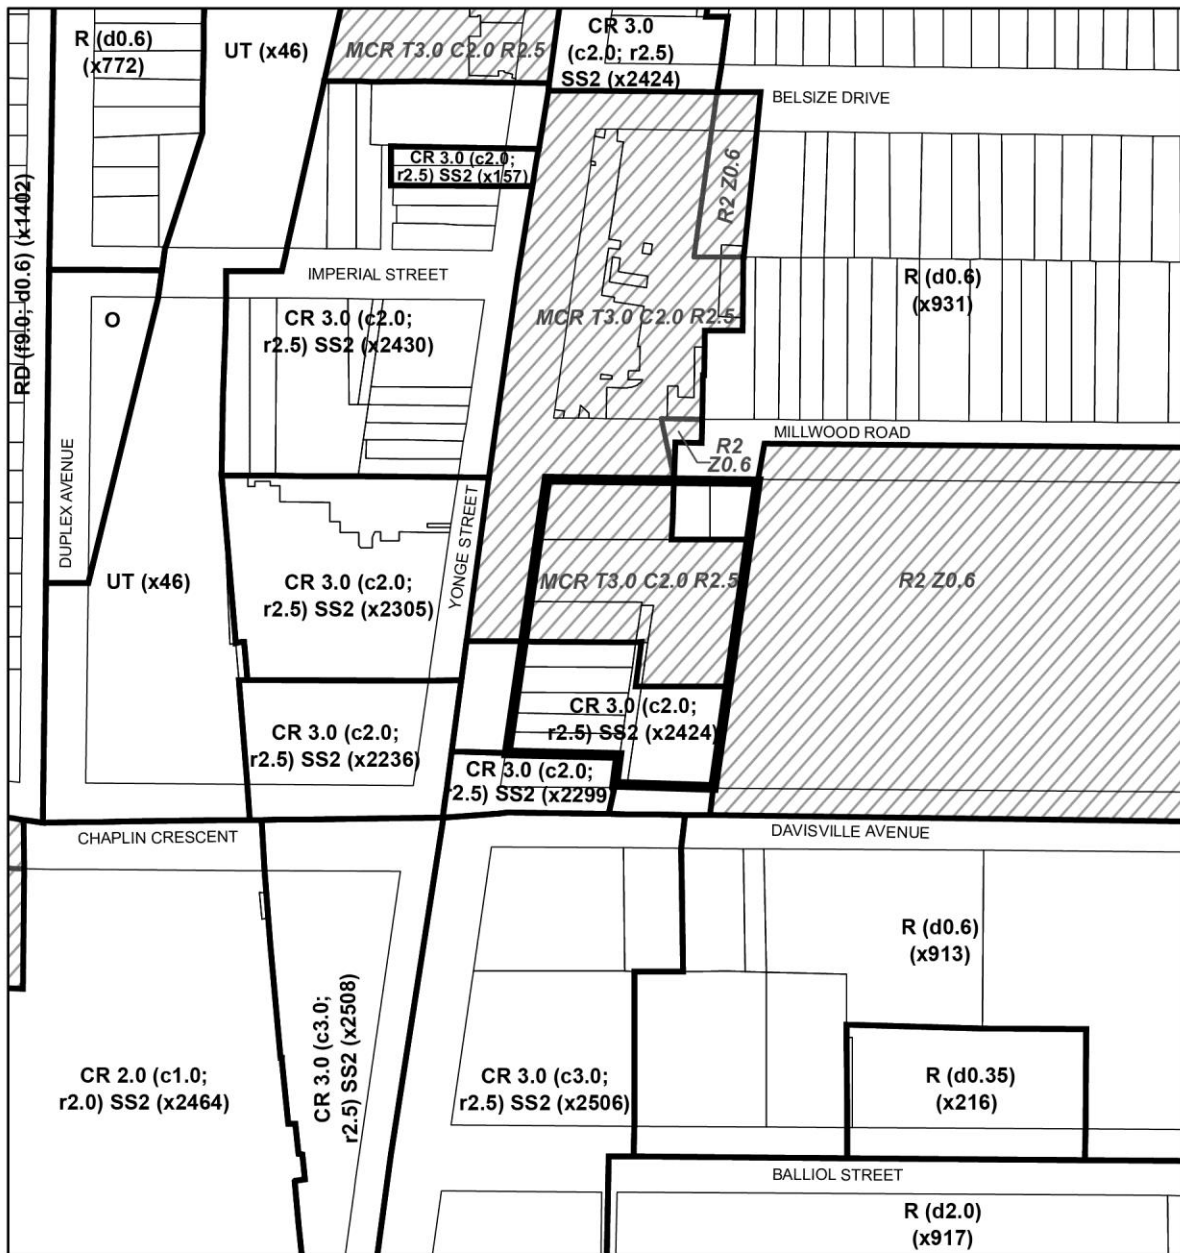 R (d0.6)
(x772)
UT (x46)
MCR T3.0 C2.0 R2.5
CR 3.0
(c2.0; r2.5)
SS2 (x2424)
BELSIZE DRIVE
CR 3.0 (c2.0;
r2.5) SS2 (x157)
R2 Z0.6
RD (f9.0; d0.6) (x1402)
IMPERIAL STREET
R (d0.6)
(x931)
O
CR 3.0 (c2.0;
r2.5) SS2 (x2430)
MCR T3.0 C2.0 R2.5
MILLWOOD ROAD
R2
Z0.6
DUPLEX AVENUE
YONGE STREET
UT (x46)
CR 3.0 (c2.0;
r2.5) SS2 (x2305)
MCR T3.0 C2.0 R2.5
R2 Z0.6
CR 3.0 (c2.0;
r2.5) SS2 (x2424)
CR 3.0 (c2.0;
r2.5) SS2 (x2236)
CR 3.0 (c2.0;
r2.5) SS2 (x2299)
CHAPLIN CRESCENT
DAVISVILLE AVENUE
R (d0.6)
(x913)
CR 3.0 (c3.0;
r2.5) SS2 (x2508)
CR 2.0 (c1.0;
r2.0) SS2 (x2464)
CR 3.0 (c3.0;
r2.5) SS2 (x2506)
R (d0.35)
(x216)
BALLIOL STREET
R (d2.0)
(x917)